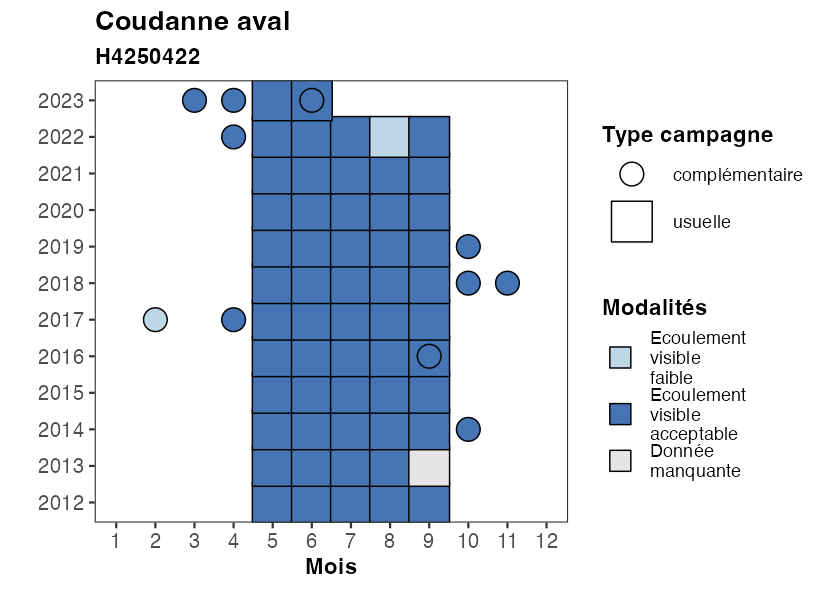 Coudanne aval
H4250422
2023
2022
2021
2020
2019
2018
2017
2016
2015
2014
2013
2012
1 2 3 4 5 6 7 8 9 10 11 12
Mois
Type campagne
complémentaire
usuelle
Modalités
Ecoulement
visible
faible
Ecoulement
visible
acceptable
Donnée
manquante